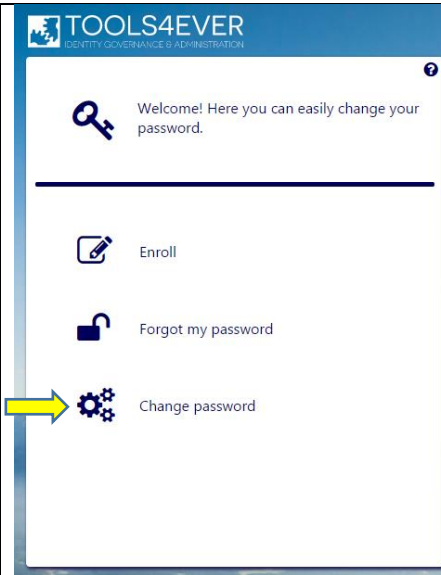 TOOLS4EVER
IDENTITY GOVERNANCE & ADMINISTRATION
?
Welcome! Here you can easily change your
password.
Enroll
Forgot my password
Change password